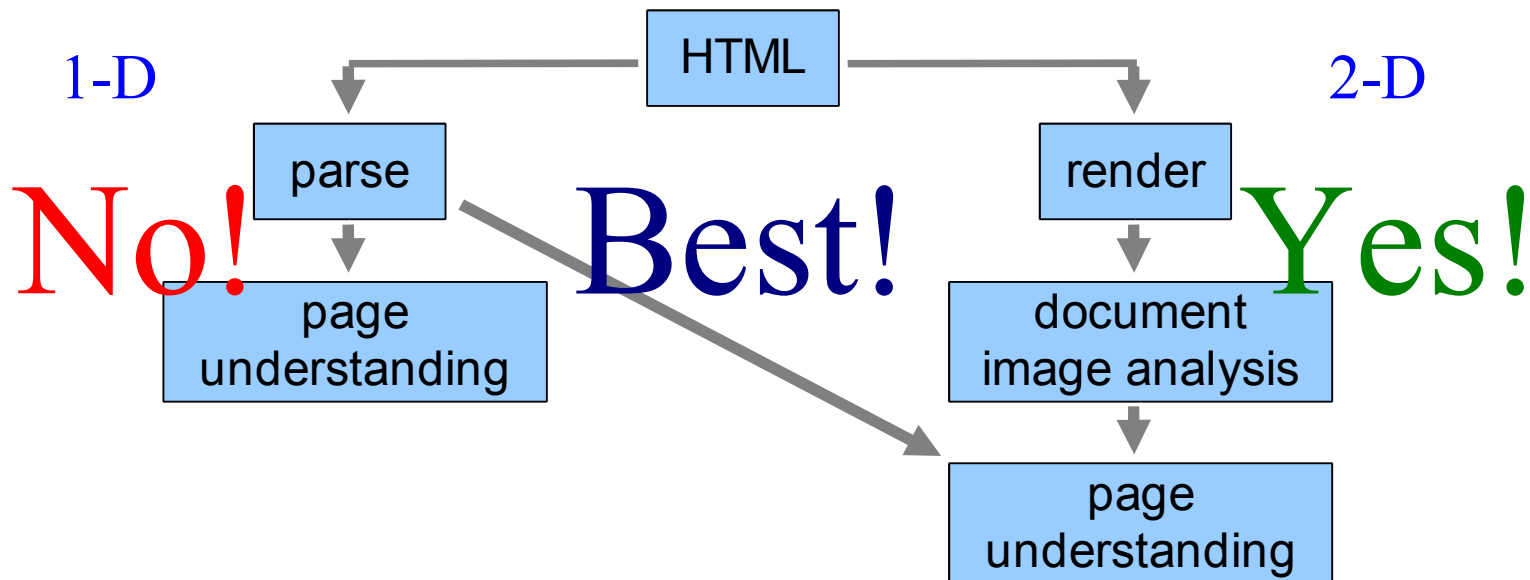 HTML
1-D
2-D
parse
render
No!
Best!
Yes!
page
understanding
document
image analysis
page
understanding